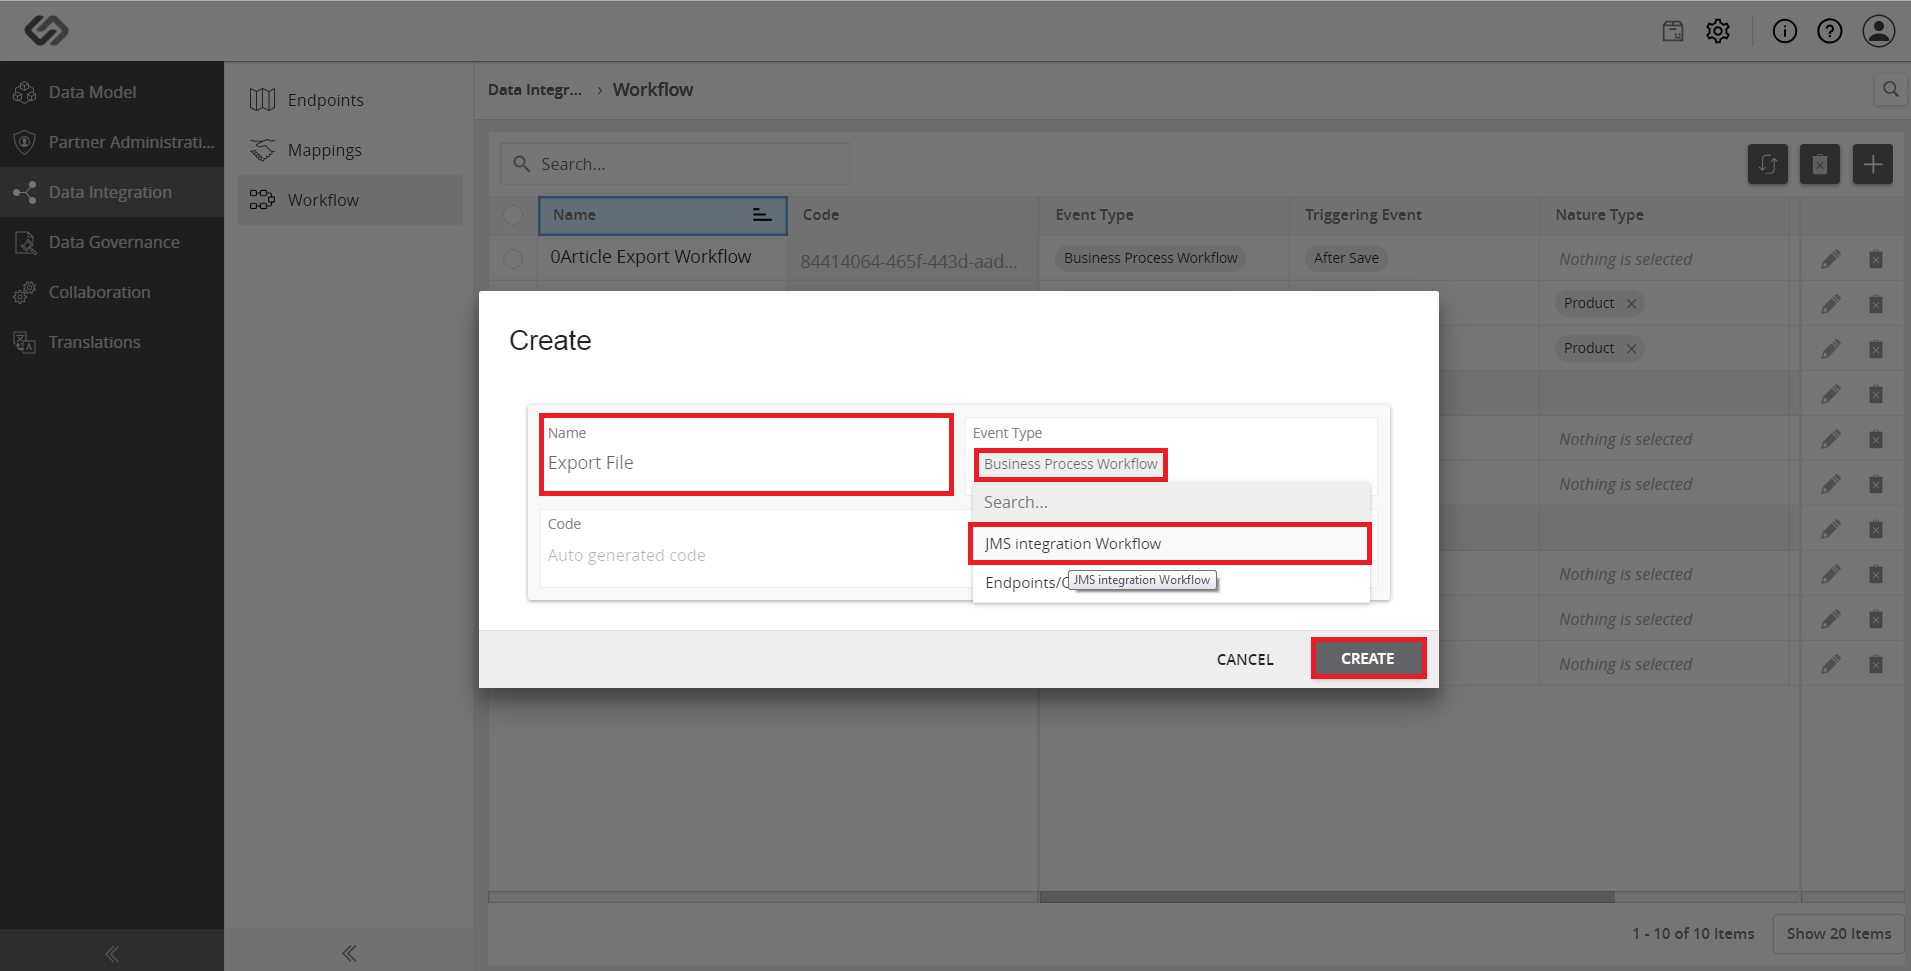 Data Model
Partner Administrati...
Data Integration
Data Governance
Collaboration
Translations
Endpoints
Mappings
Workflow
Data Integr... › Workflow
Search...
Name Code Event Type Triggering Event Nature Type
0Article Export Workflow 84414064-465f-443d-aad... Business Process Workflow After Save Nothing is selected
Product
Product
Nothing is selected
Nothing is selected
Nothing is selected
Nothing is selected
Nothing is selected
Create
Name
Export File
Event Type
Business Process Workflow
Search...
JMS integration Workflow
Endpoints/
JMS integration Workflow
Code
Auto generated code
CANCEL CREATE
1 - 10 of 10 Items Show 20 Items